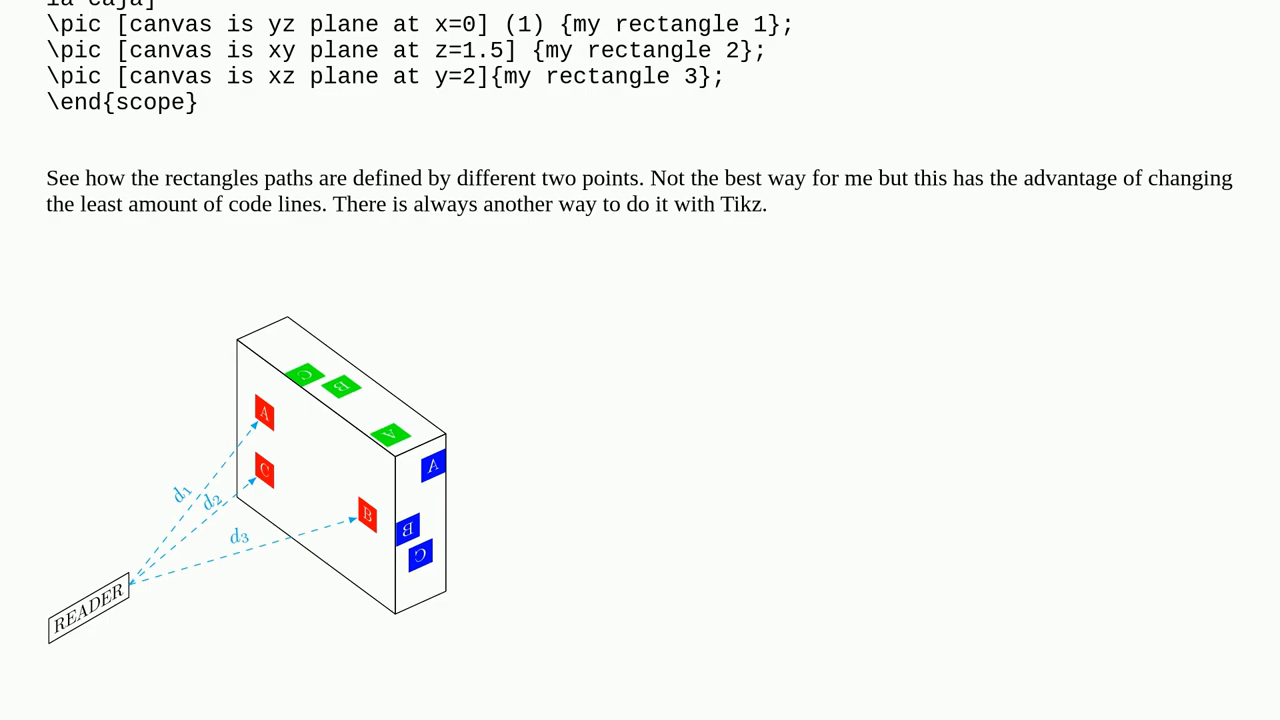 la caja]
\pic [canvas is yz plane at x=0] (1) {my rectangle 1};
\pic [canvas is xy plane at z=1.5] {my rectangle 2};
\pic [canvas is xz plane at y=2]{my rectangle 3};
\end{scope}
See how the rectangles paths are defined by different two points. Not the best way for me but this has the advantage of changing
the least amount of code lines. There is always another way to do it with Tikz.
C
B
A
A
A
C
B
B
C
d1
d2
d3
READER